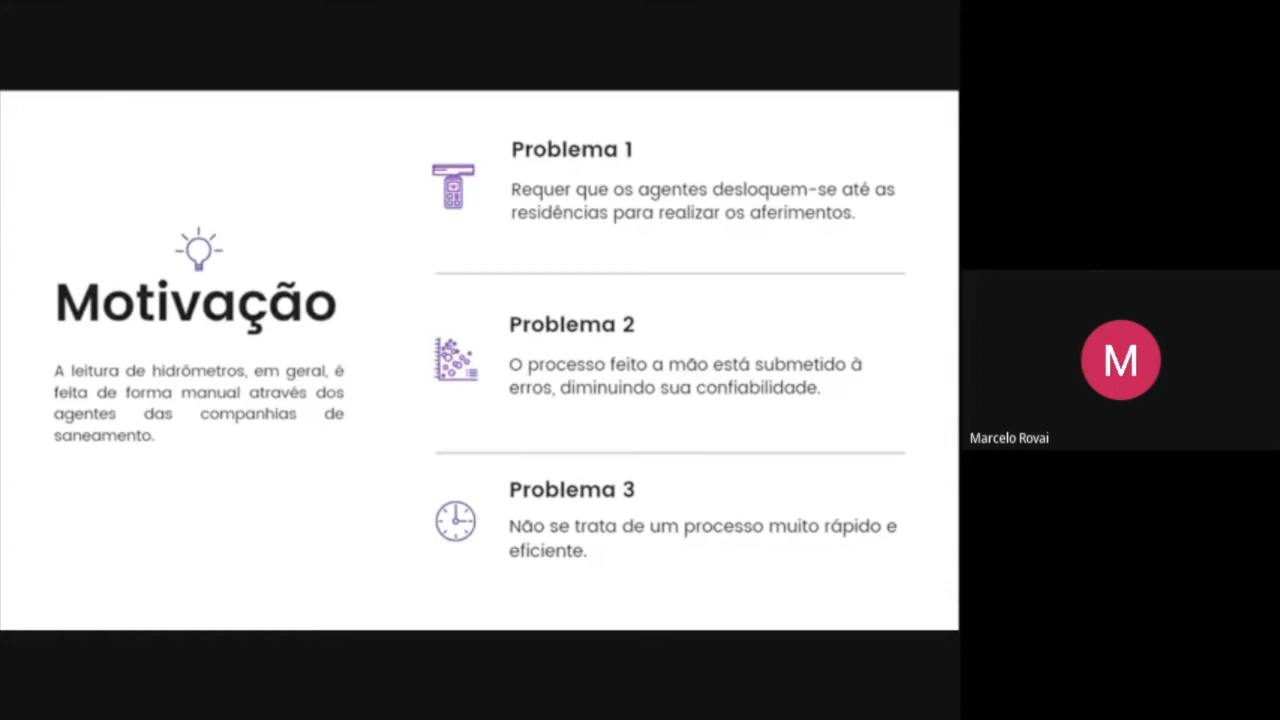 Motivação
A leitura de hidrômetros, em geral, é
feita de forma manual através dos
agentes das companhias de
saneamento.
Problema 1
Requer que os agentes desloquem-se até as
residências para realizar os aferimentos.
Problema 2
O processo feito a mão está submetido à
erros, diminuindo sua confiabilidade.
Problema 3
Não se trata de um processo muito rápido e
eficiente.
M
Marcelo Rovai